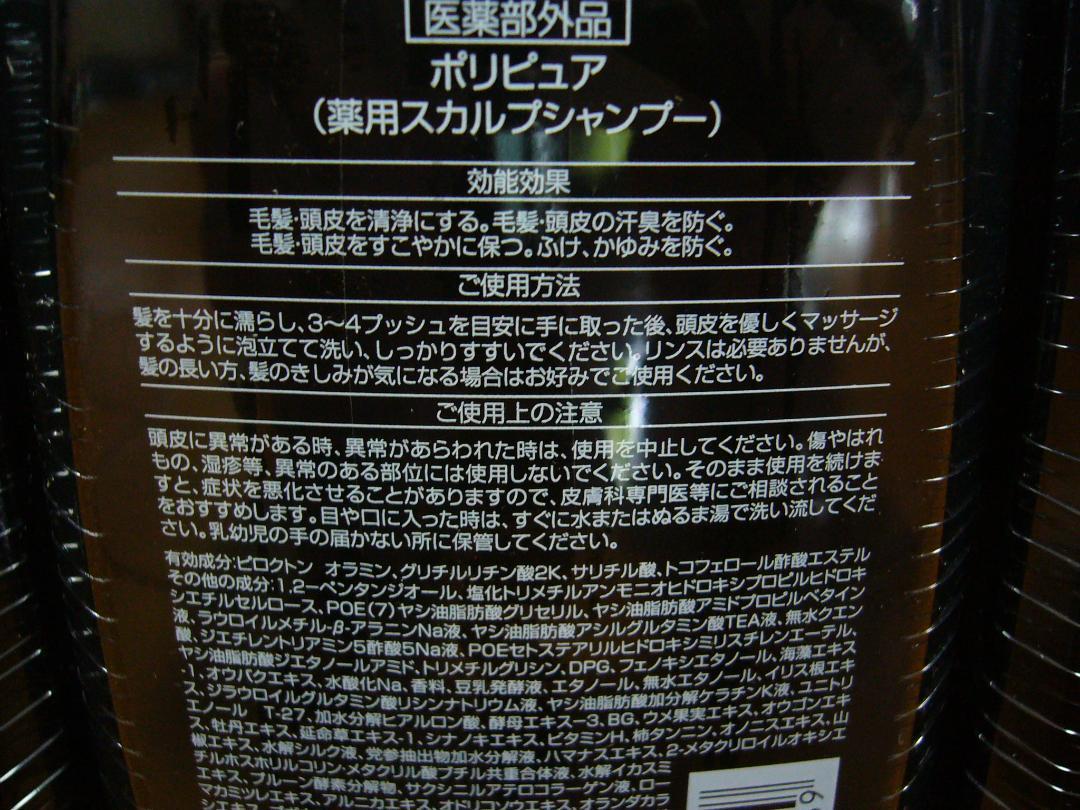 医薬部外品
ポリピュア
(薬用スカルプシャンプー)
効能効果
毛髪・頭皮を清浄にする。毛髪・頭皮の汗臭を防ぐ。
毛髪・頭皮をすこやかに保つ。ふけ、かゆみを防ぐ。
ご使用方法
髪を十分に濡らし、3〜4プッシュを目安に手に取った後、頭皮を優しくマッサージ
するように泡立てて洗い、しっかりすすいでください。リンスは必要ありませんが、
髪の長い方、髪のきしみが気になる場合はお好みでご使用ください。
ご使用上の注意
頭皮に異常がある時、異常があらわれた時は、使用を中止してください。傷やはれ
もの、湿疹等、異常のある部位には使用しないでください。そのまま使用を続けま
すと、症状を悪化させることがありますので、皮膚科専門医等にご相談されること
をおすすめします。目や口に入った時は、すぐに水またはぬるま湯で洗い流してくだ
さい。乳幼児の手の届かない所に保管してください。
有効成分:ピロクトン オラミン、グリチルリチン酸2K、サリチル酸、トコフェロール酢酸エステル
その他の成分:1,2-ペンタンジオール、塩化トリメチルアンモニオヒドロキシプロピルヒドロキ
シエチルセルロース、POE(7)ヤシ油脂肪酸グリセリル、ヤシ油脂肪酸アミドプロピルベタイン
液、ラウロイルメチル-β-アラニンNa液、ヤシ油脂肪酸アシルグルタミン酸TEA液、無水クエン
酸、ジエチレントリアミン5酢酸5Na液、POEセトステアリルヒドロキシミリスチレンエーテル、
ヤシ油脂肪酸ジエタノールアミド、トリメチルグリシン、DPG、フェノキシエタノール、海藻エキス
-1、オウバクエキス、水酸化Na、香料、豆乳発酵液、エタノール、無水エタノール、イリス根エキ
ス、ジラウロイルグルタミン酸リシンナトリウム液、ヤシ油脂肪酸加水分解ケラチンK液、ユニトリ
エノール T-27、加水分解ヒアルロン酸、酵母エキス-3、BG、ウメ果実エキス、オウゴンエキ
ス、牡丹エキス、延命草エキス-1、シナノキエキス、ビタミンH、柿タンニン、オノニスエキス、山
椒エキス、水解シルク液、党参抽出物加水分解液、ハマナスエキス、2-メタクリロイルオキシエ
チルホスホリルコリン・メタクリル酸ブチル共重合体液、水解イカスミ
エキス、プルーン酵素分解物、サクシニルアテロコラーゲン液、ロー
マカミツレエキス、アルニカエキス、オドリコソウエキス、オランダカラ